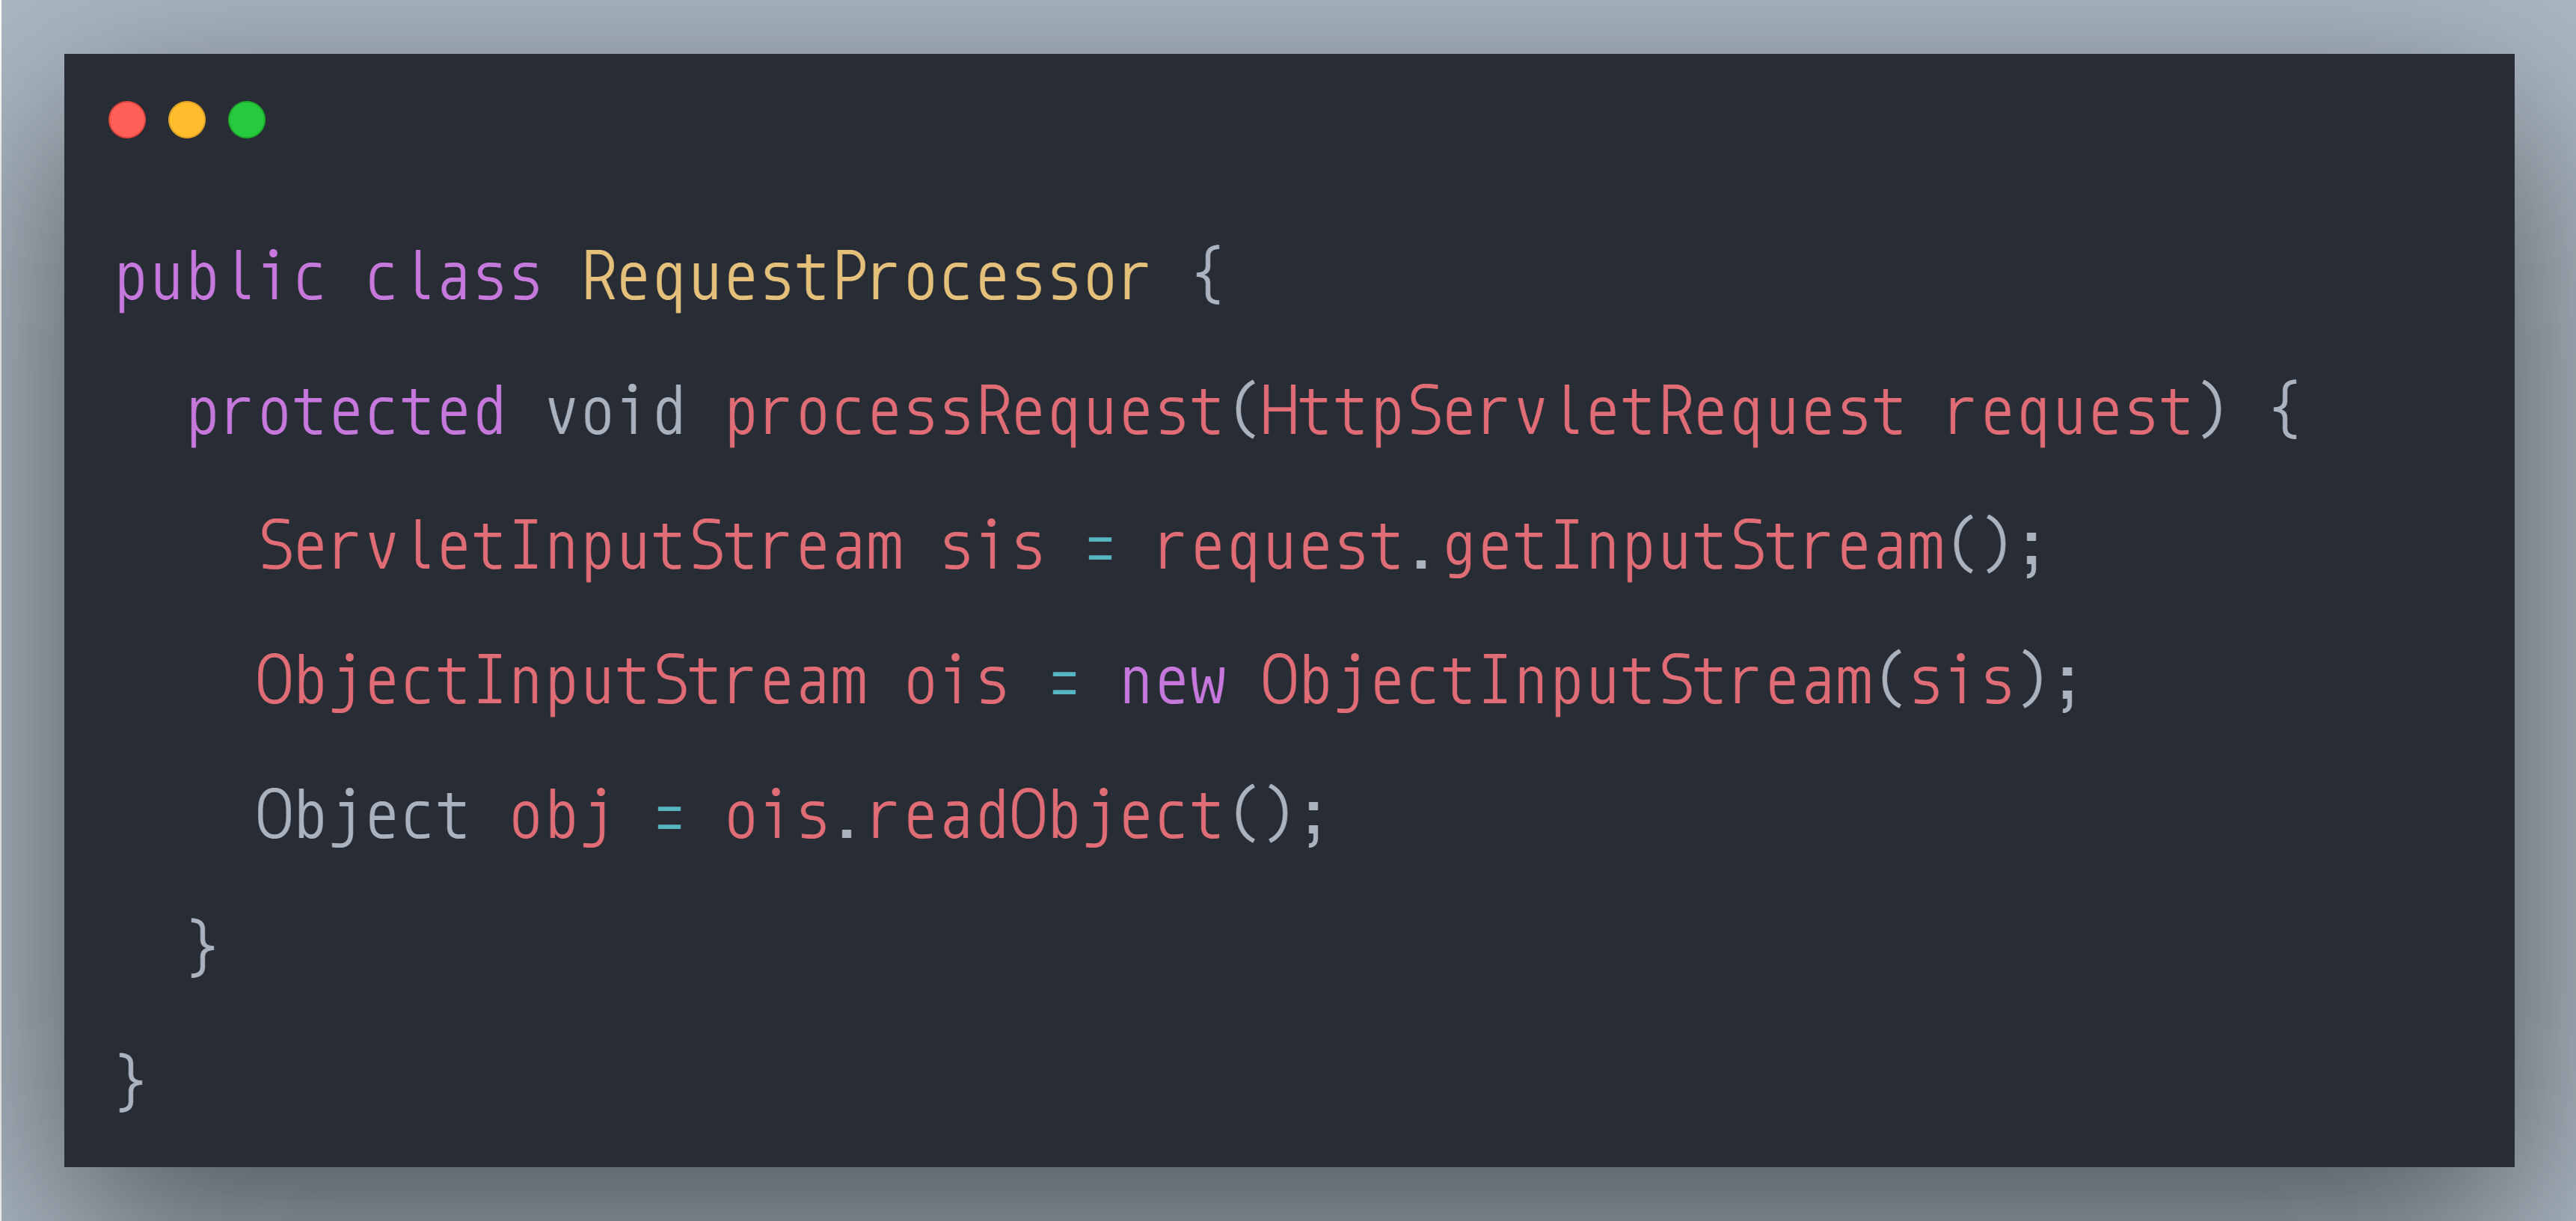 public class RequestProcessor {
  protected void processRequest(HttpServletRequest request) {
    ServletInputStream sis = request.getInputStream();
    ObjectInputStream ois = new ObjectInputStream(sis);
    Object obj = ois.readObject();
  }
}